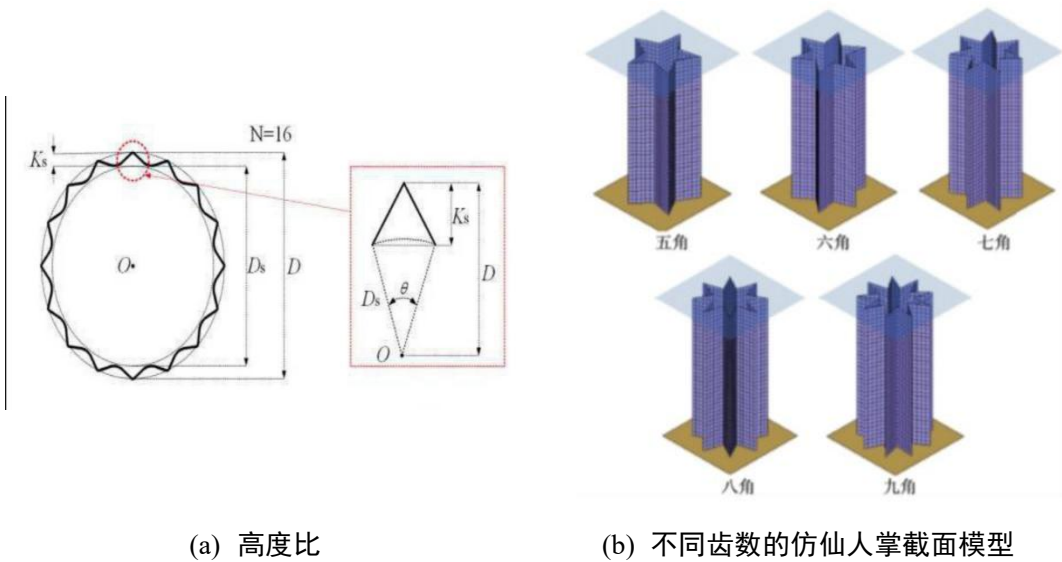 N=16
Ks
O
Ds
D
Ks
D
Ds
θ
O
五角
六角
七角
八角
九角
(a) 高度比
(b) 不同齿数的仿仙人掌截面模型